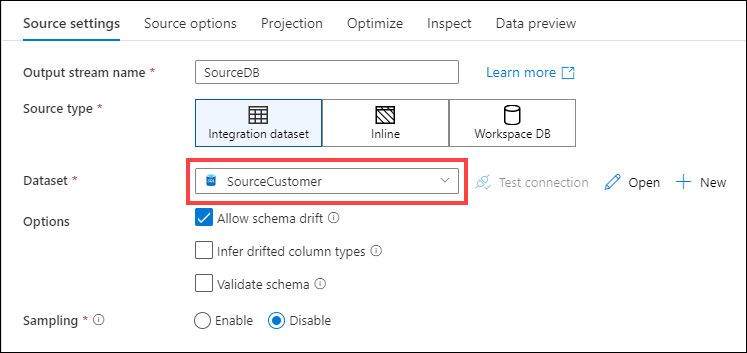 Source settings Source options Projection Optimize Inspect Data preview
Output stream name * SourceDB Learn more
Source type * Integration dataset Inline Workspace DB
Dataset * SourceCustomer Test connection Open New
Options Allow schema drift
Infer drifted column types
Validate schema
Sampling * Enable Disable